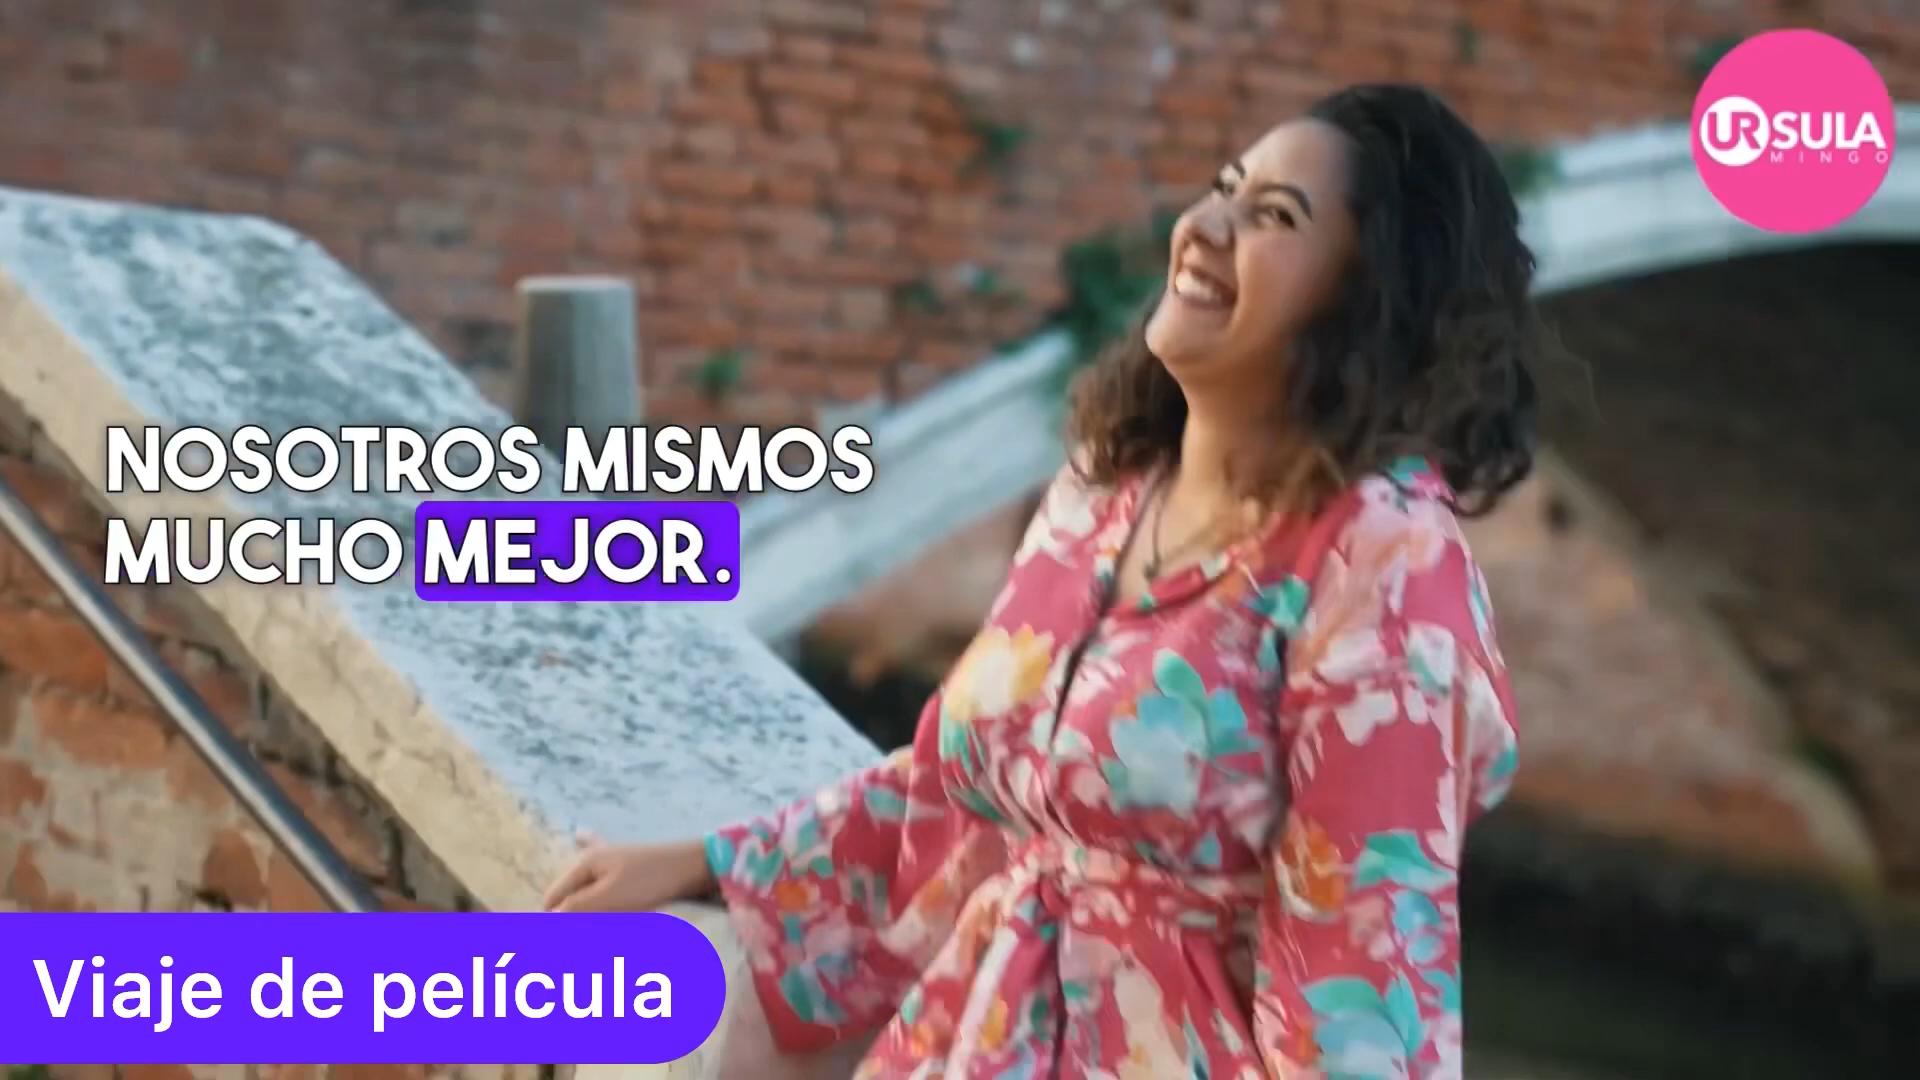 URSULA
MINGO
NOSOTROS MISMOS
MUCHO MEJOR.
Viaje de película